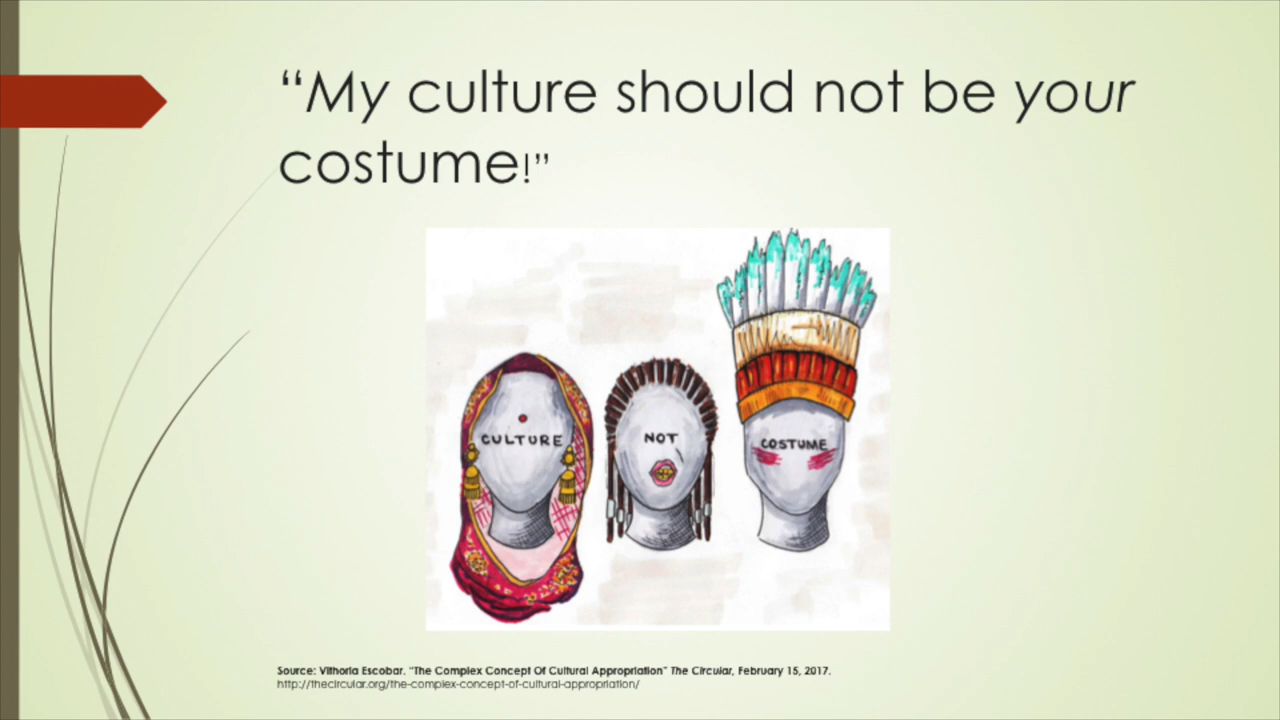 “My culture should not be your
costume!”
CULTURE
NOT
COSTUME
Source: Vithoria Escobar. “The Complex Concept Of Cultural Appropriation” The Circular, February 15, 2017.
http://thecircular.org/the-complex-concept-of-cultural-appropriation/